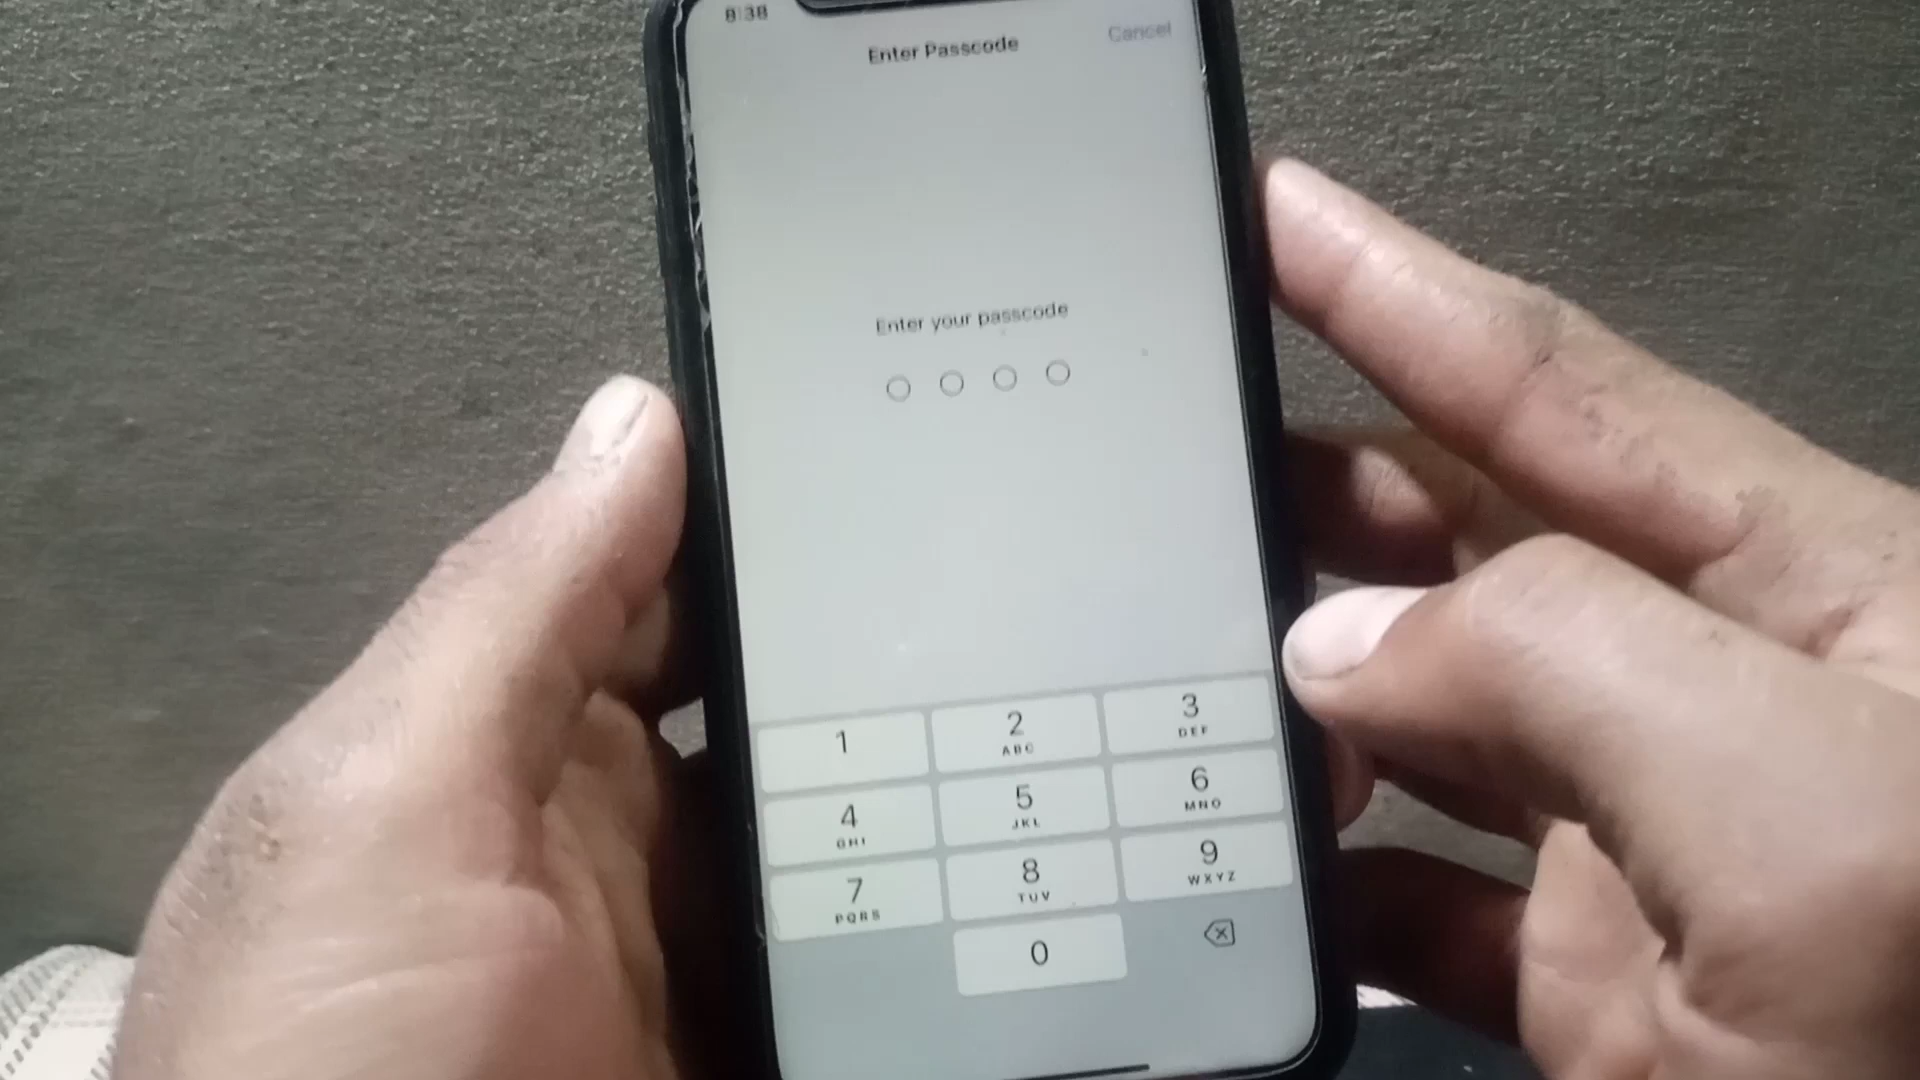 8:38
Enter Passcode
Cancel
Enter your passcode
1
2
ABC
3
DEF
4
GHI
5
JKL
6
MNO
7
PQRS
8
TUV
9
WXYZ
0